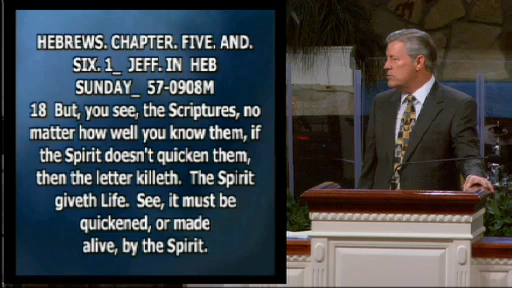 HEBREWS. CHAPTER. FIVE. AND.
SIX. 1_ JEFF. IN HEB
SUNDAY_ 57-0908M
18 But, you see, the Scriptures, no
matter how well you know them, if
the Spirit doesn't quicken them,
then the letter killeth. The Spirit
giveth Life. See, it must be
quickened, or made
alive, by the Spirit.